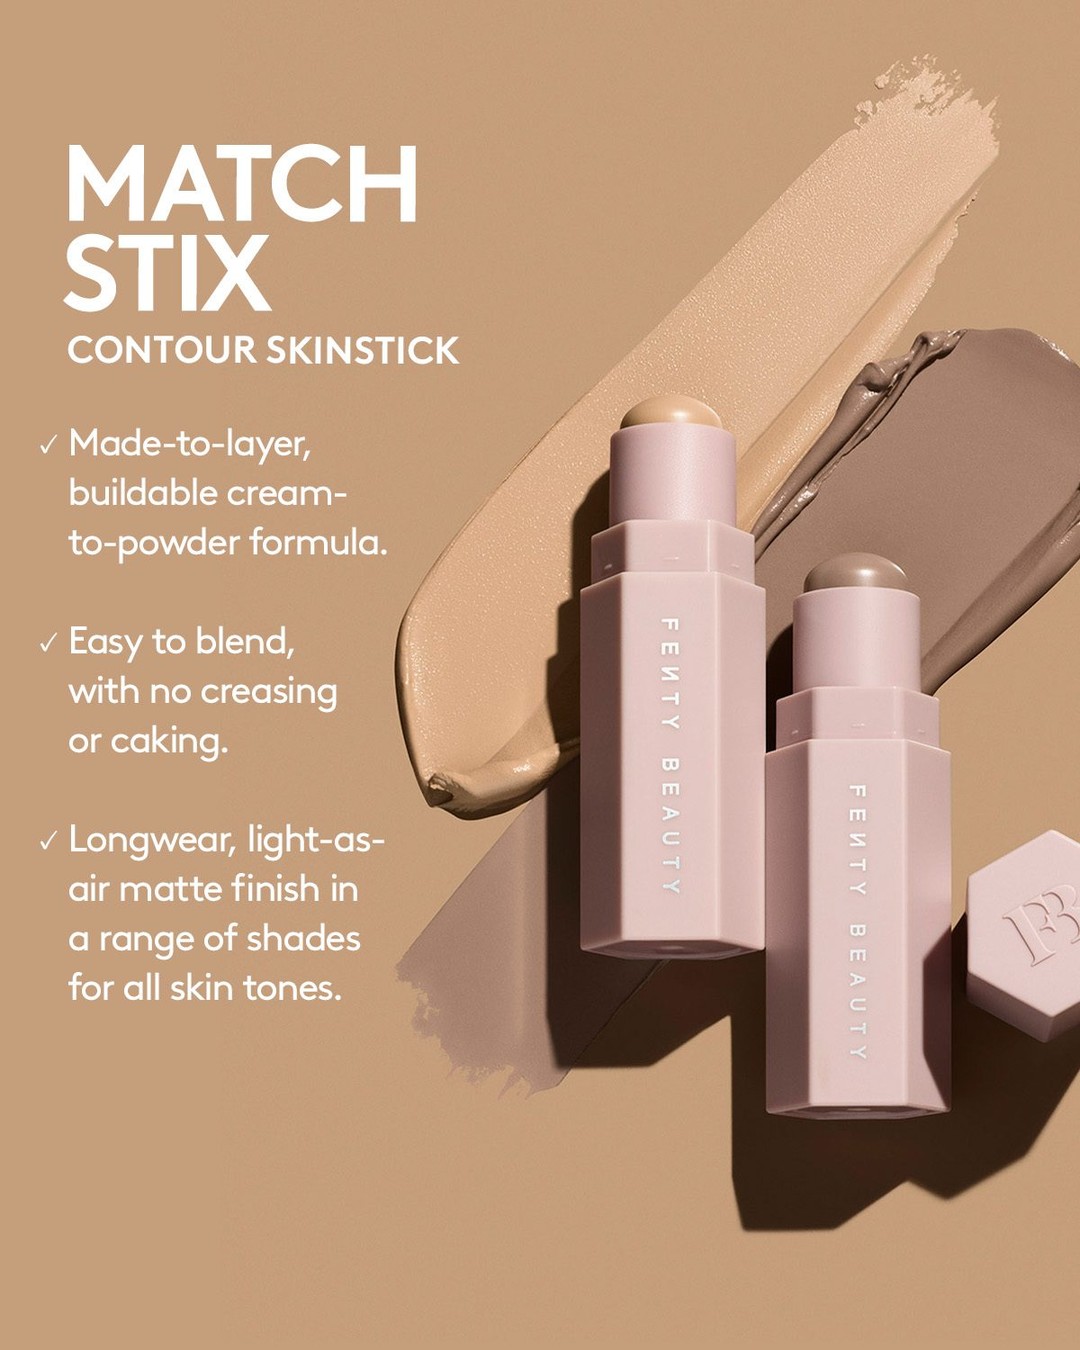 MATCH
STIX
CONTOUR SKINSTICK
✓ Made-to-layer,
buildable cream-
to-powder formula.
✓ Easy to blend,
with no creasing
or caking.
✓ Longwear, light-as-
air matte finish in
a range of shades
for all skin tones.
FENTY BEAUTY
FENTY BEAUTY
FB